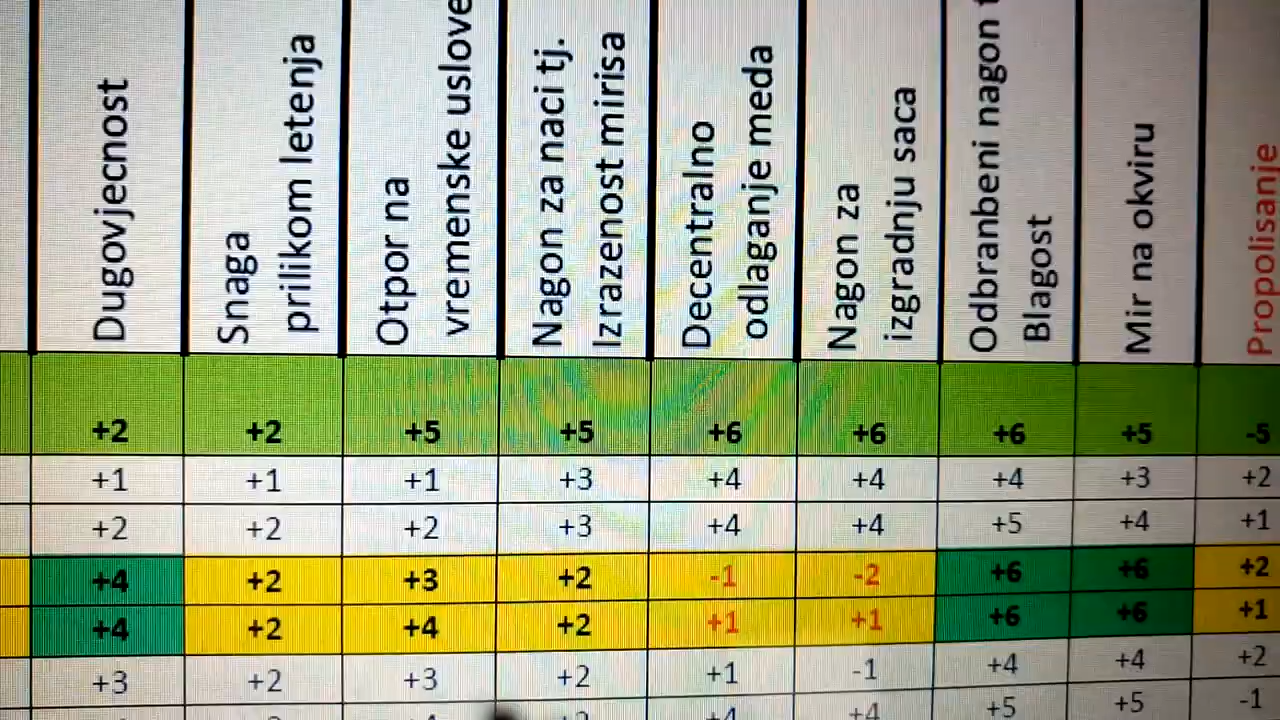 Dugovjecnost
Snaga
prilikom letenja
Otpor na
vremenske uslove
Nagon za naci tj.
Izrazenost mirisa
Decentralno
odlaganje meda
Nagon za
izgradnju saca
Odbranbeni nagon
Blagost
Mir na okviru
Propolisanje
+2 +2 +5 +5 +6 +6 +6 +5 -5
+1 +1 +1 +3 +4 +4 +4 +3 +2
+2 +2 +2 +3 +4 +4 +5 +4 +1
+4 +2 +3 +2 -1 -2 +6 +6 +2
+4 +2 +4 +2 +1 +1 +6 +6 +1
+3 +2 +3 +2 +1 -1 +4 +4 +2
+4 +4 +5 +5 -1